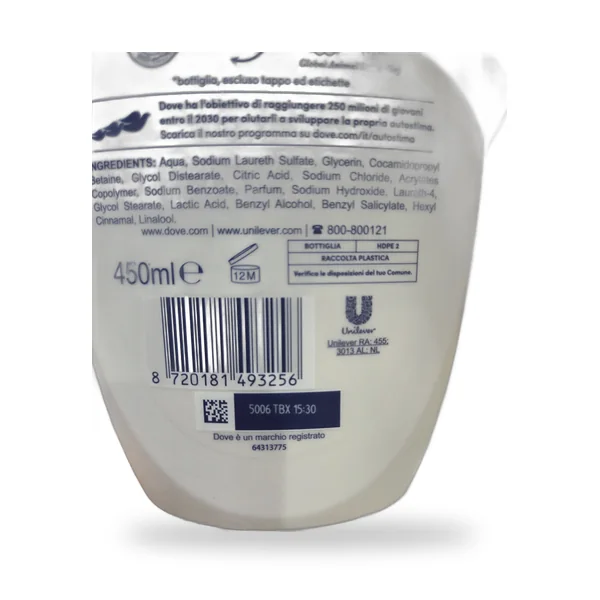 Global Animal
*bottiglia, escluso tappo ed etichette
Dove ha l'obiettivo di raggiungere 250 milioni di giovani
entro il 2030 per aiutarli a sviluppare la propria autostima.
Scarica il nostro programma su dove.com/it/autostima
NGREDIENTS: Aqua, Sodium Laureth Sulfate, Glycerin, Cocamidopropyl
Betaine, Glycol Distearate, Citric Acid, Sodium Chloride, Acrylates
Copolymer, Sodium Benzoate, Parfum, Sodium Hydroxide, Laureth-4,
Glycol Stearate, Lactic Acid, Benzyl Alcohol, Benzyl Salicylate, Hexyl
Cinnamal, Linalool.
www.dove.com | www.unilever.com | ☎ 800-800121
BOTTIGLIA HDPE 2
RACCOLTA PLASTICA
Verifica le disposizioni del tuo Comune.
450ml e
12M
Unilever
Unilever RA: 455;
3013 AL; NL
8 720181 493256
5006 TBX 15:30
Dove è un marchio registrato
64313775